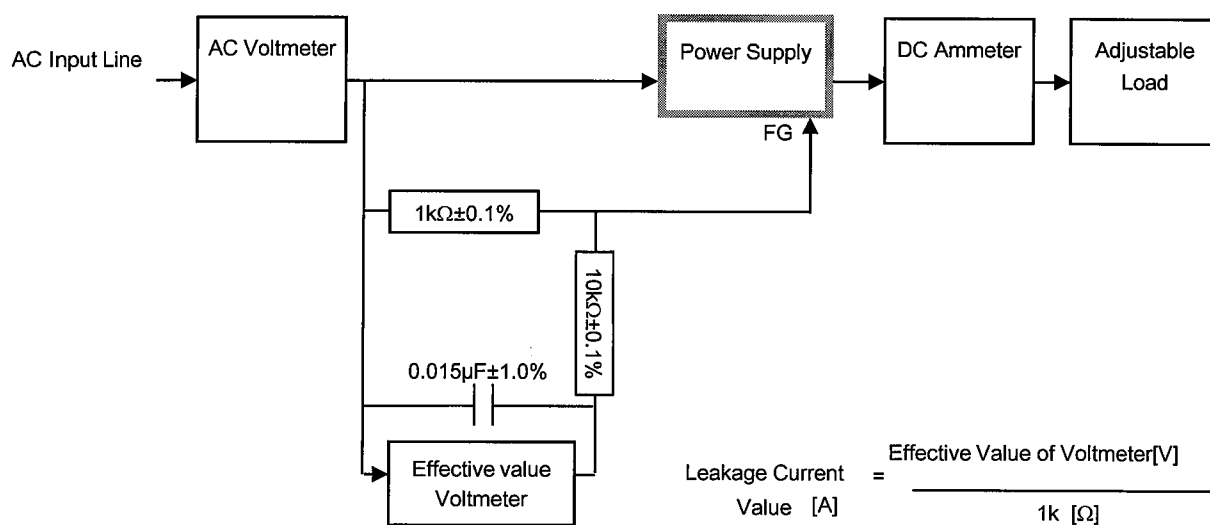 AC Input Line
AC Voltmeter
Power Supply
DC Ammeter
Adjustable
Load
FG
1kΩ±0.1%
10kΩ±0.1%
0.015µF±1.0%
Effective value
Voltmeter
Leakage Current
Value [A]
=
Effective Value of Voltmeter[V]
1k [Ω]